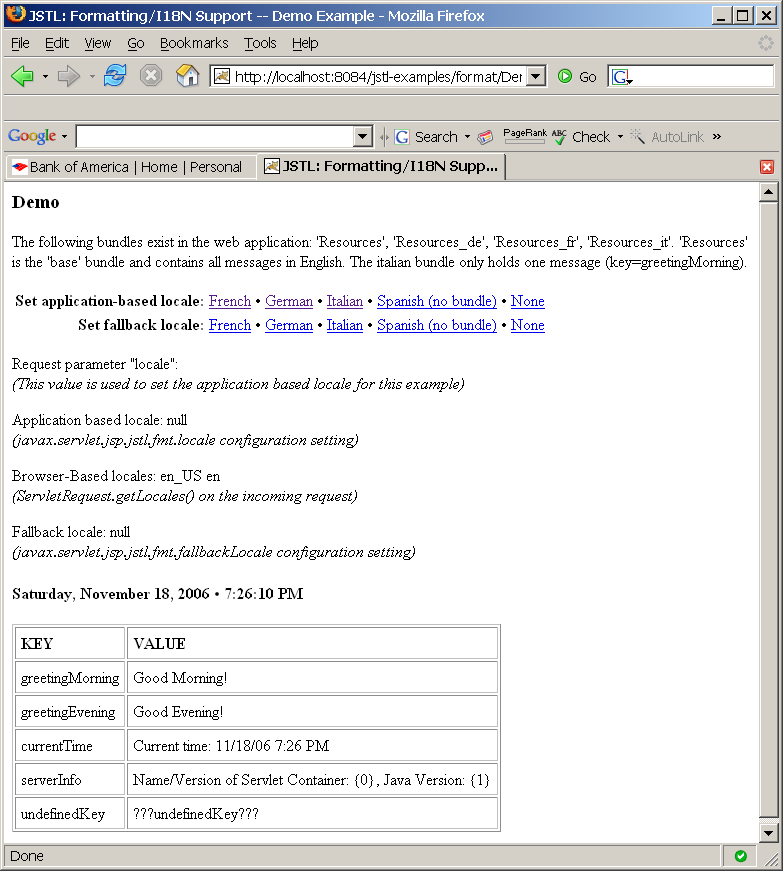 JSTL: Formatting/I18N Support -- Demo Example - Mozilla Firefox
File Edit View Go Bookmarks Tools Help
http://localhost:8084/jstl-examples/format/Der Go G
Google Search PageRank ABC Check AutoLink »
Bank of America | Home | Personal JSTL: Formatting/I18N Supp...
Demo
The following bundles exist in the web application: 'Resources', 'Resources_de', 'Resources_fr', 'Resources_it'. 'Resources'
is the 'base' bundle and contains all messages in English. The italian bundle only holds one message (key=greetingMorning).
Set application-based locale: French • German • Italian • Spanish (no bundle) • None
Set fallback locale: French • German • Italian • Spanish (no bundle) • None
Request parameter "locale":
(This value is used to set the application based locale for this example)
Application based locale: null
(javax.servlet.jsp.jstl.fmt.locale configuration setting)
Browser-Based locales: en_US en
(ServletRequest.getLocales() on the incoming request)
Fallback locale: null
(javax.servlet.jsp.jstl.fmt.fallbackLocale configuration setting)
Saturday, November 18, 2006 • 7:26:10 PM
KEY VALUE
greetingMorning Good Morning!
greetingEvening Good Evening!
currentTime Current time: 11/18/06 7:26 PM
serverInfo Name/Version of Servlet Container: {0}, Java Version: {1}
undefinedKey ???undefinedKey???
Done